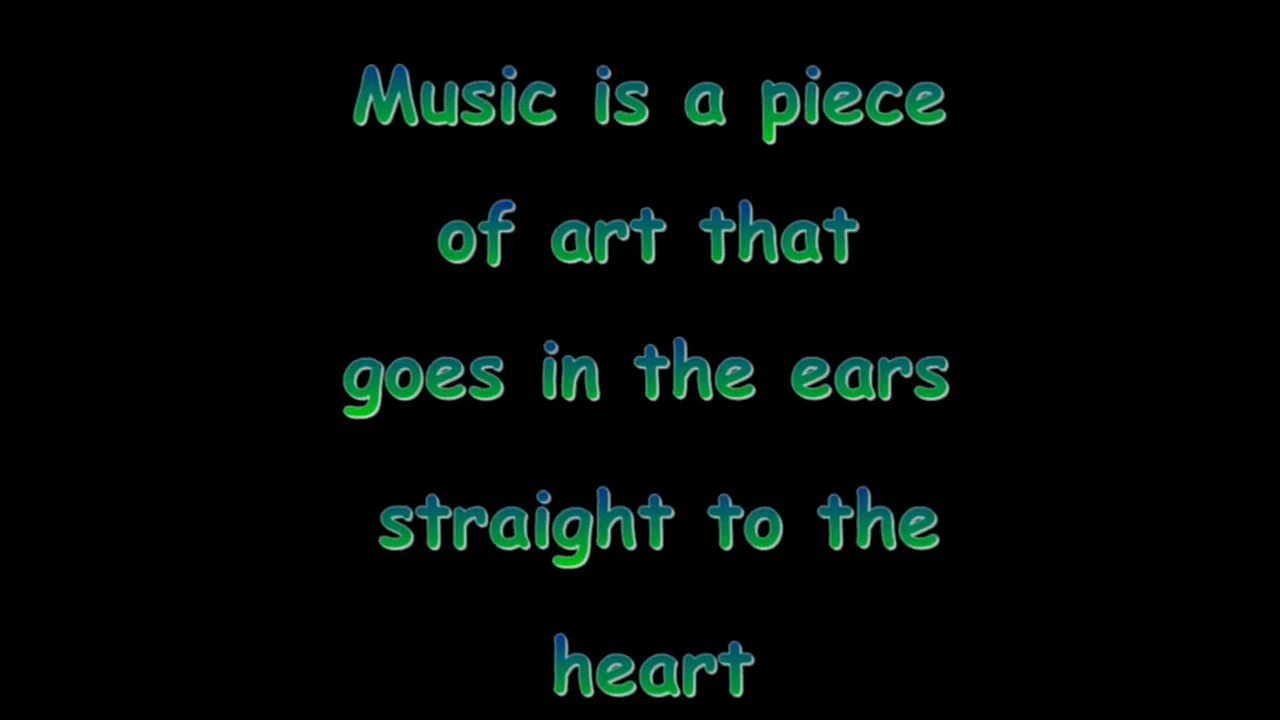 Music is a piece
of art that
goes in the ears
straight to the
heart